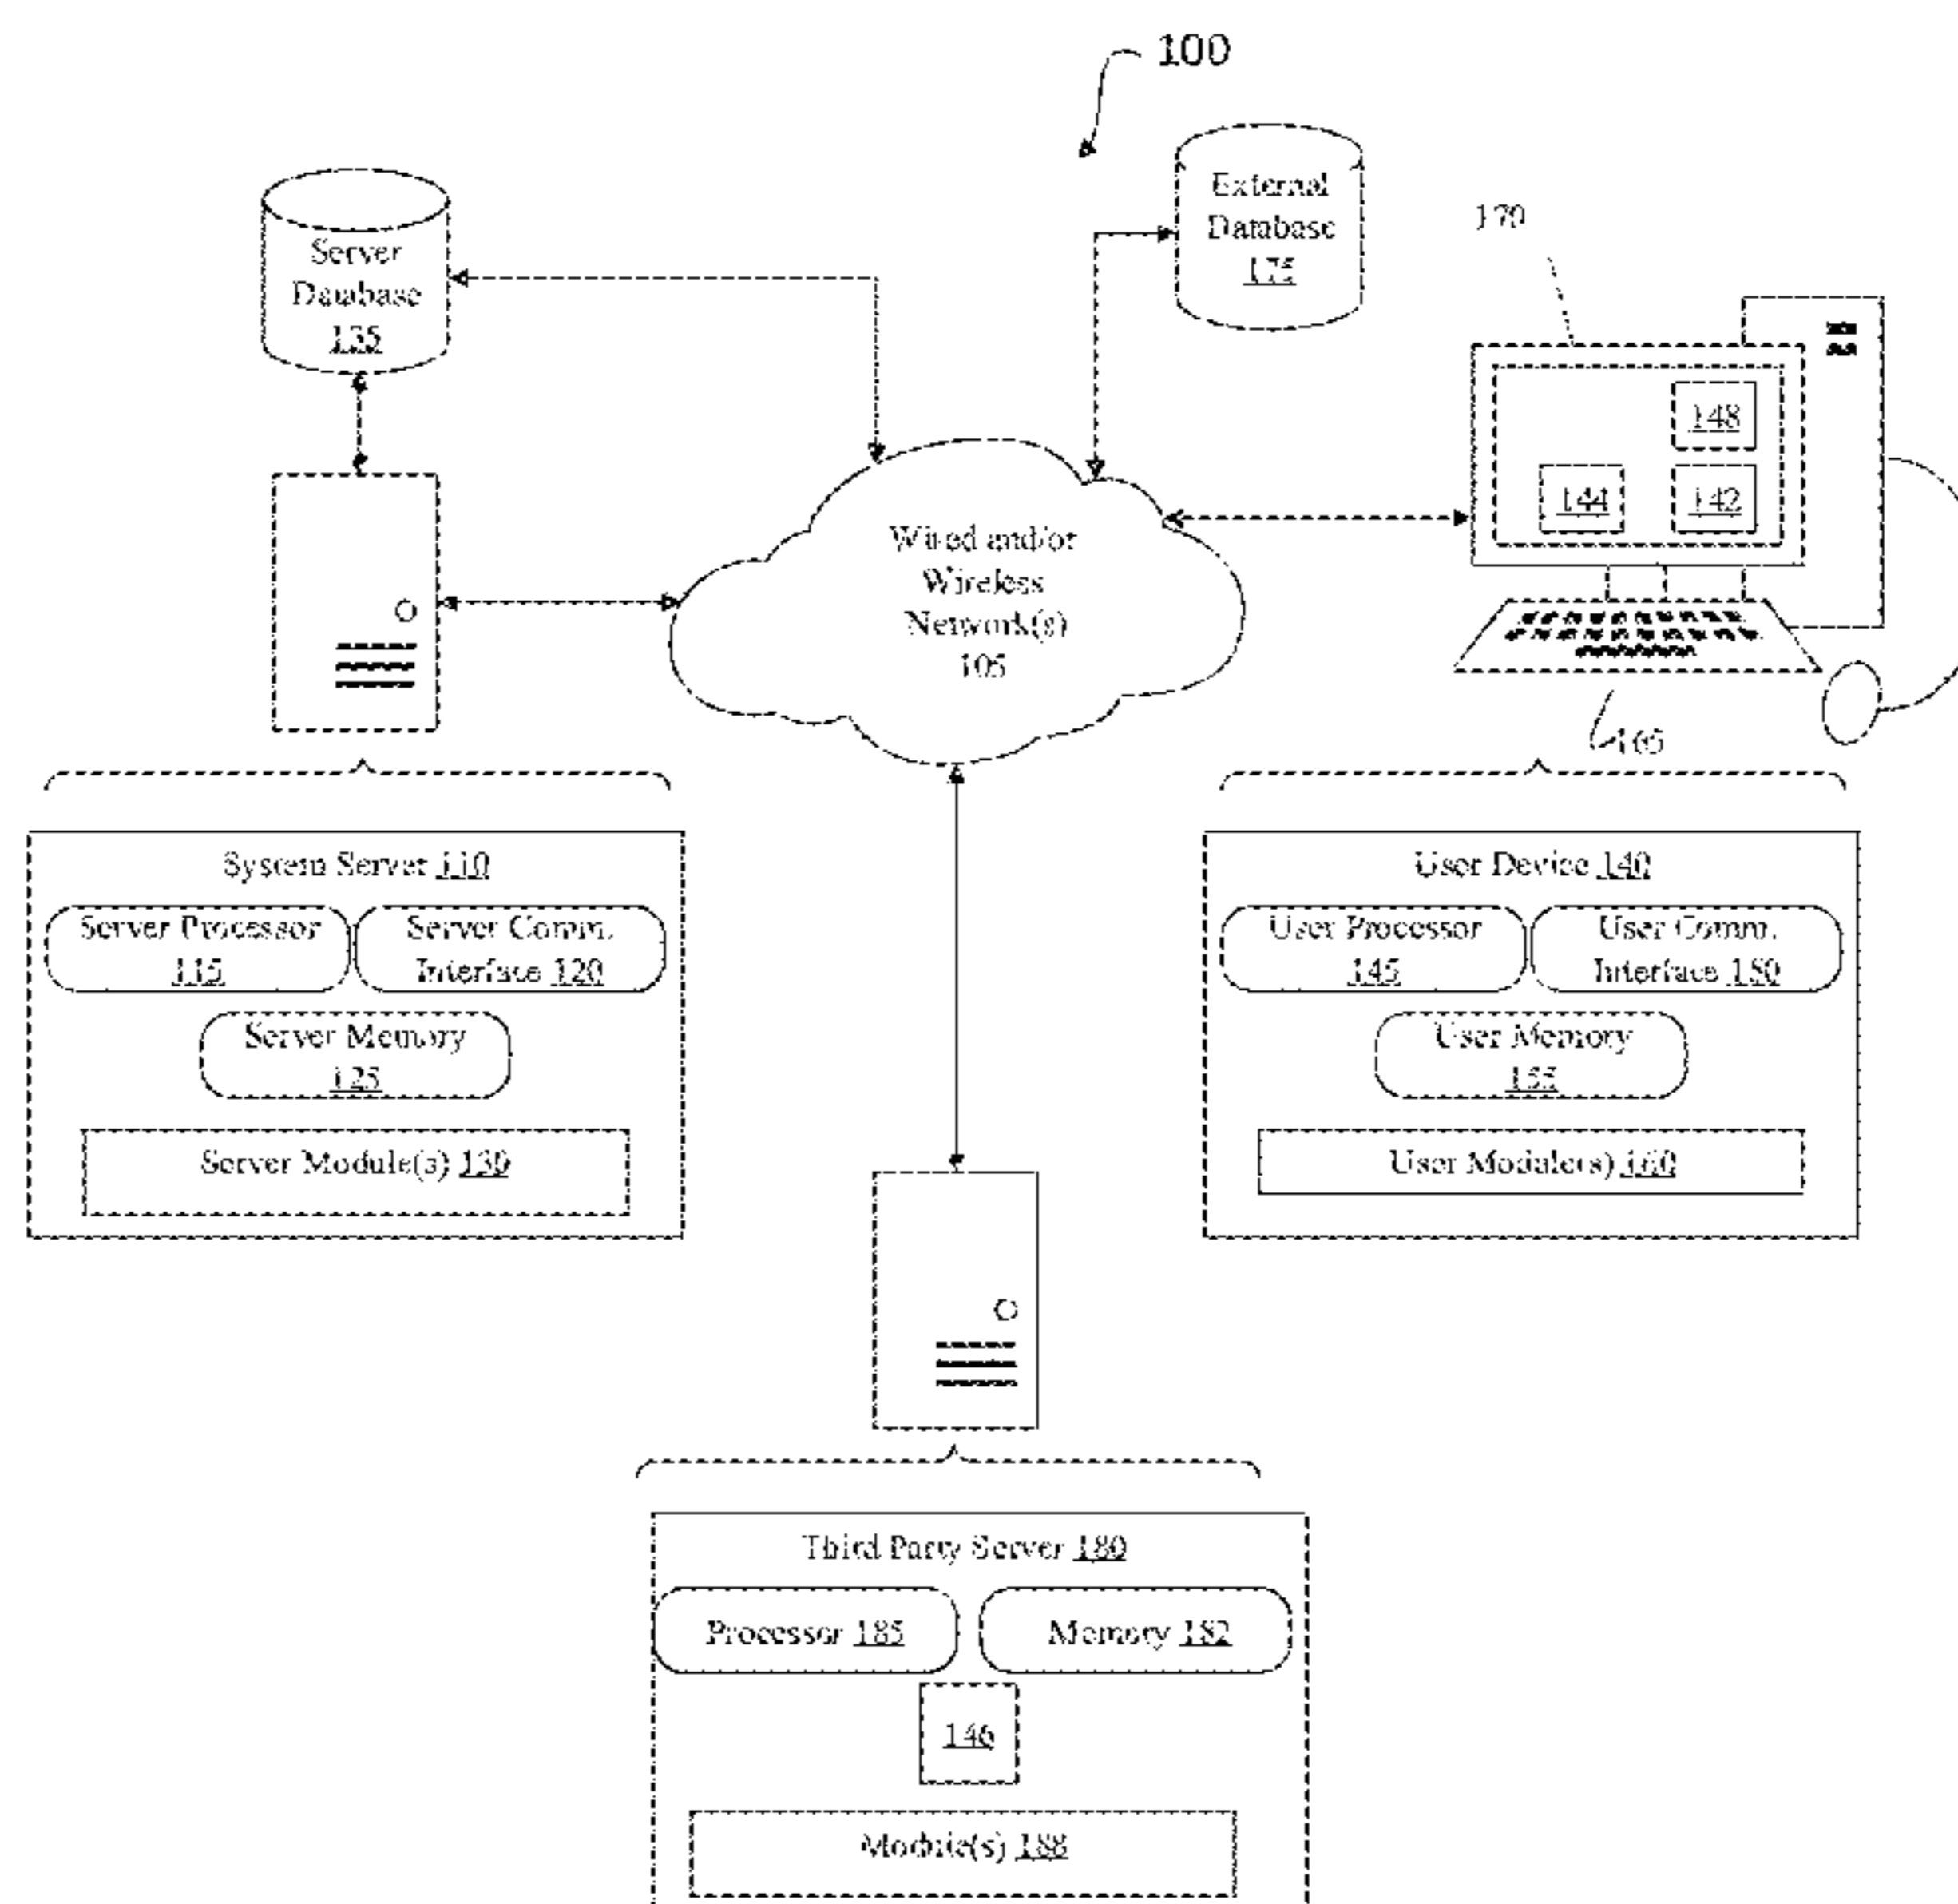 100
Server
Database
135
External
Database
175
170
148
144
142
Wired and/or
Wireless
Network(s)
105
165
System Server 110
Server Processor
115
Server Comm.
Interface 120
Server Memory
125
Server Module(s) 130
User Device 140
User Processor
145
User Comm.
Interface 150
User Memory
155
User Module(s) 160
Third Party Server 180
Processor 185
Memory 182
146
Module(s) 188